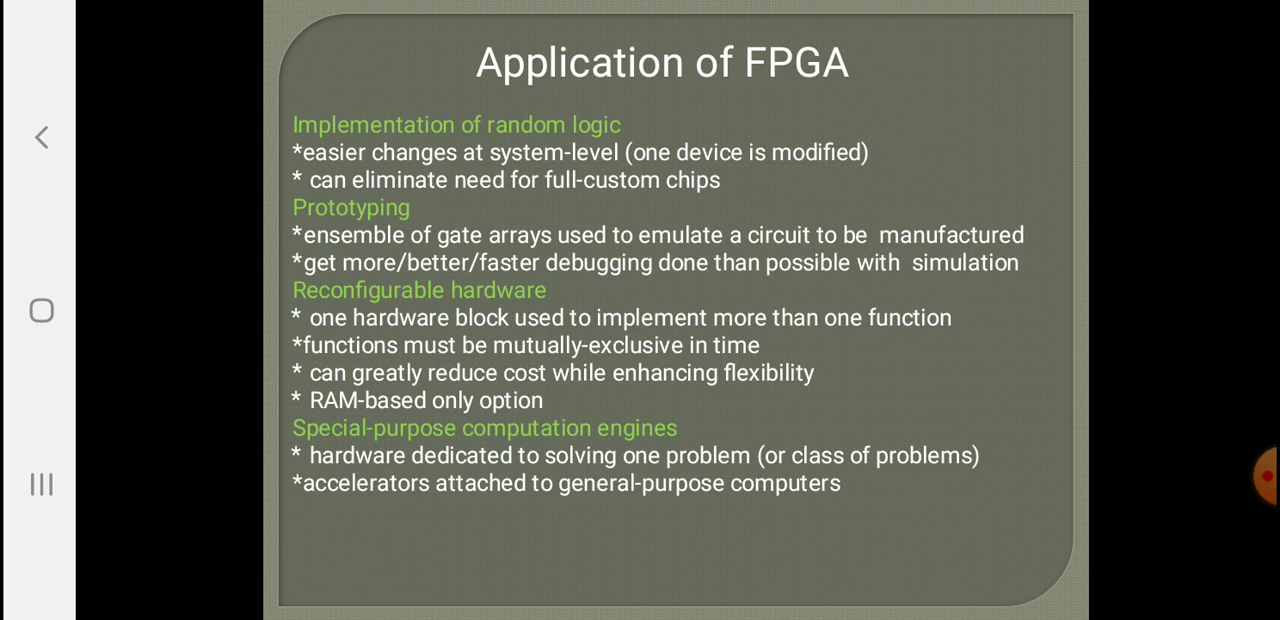 Application of FPGA
Implementation of random logic
*easier changes at system-level (one device is modified)
* can eliminate need for full-custom chips
Prototyping
*ensemble of gate arrays used to emulate a circuit to be  manufactured
*get more/better/faster debugging done than possible with  simulation
Reconfigurable hardware
* one hardware block used to implement more than one function
*functions must be mutually-exclusive in time
* can greatly reduce cost while enhancing flexibility
* RAM-based only option
Special-purpose computation engines
* hardware dedicated to solving one problem (or class of problems)
*accelerators attached to general-purpose computers